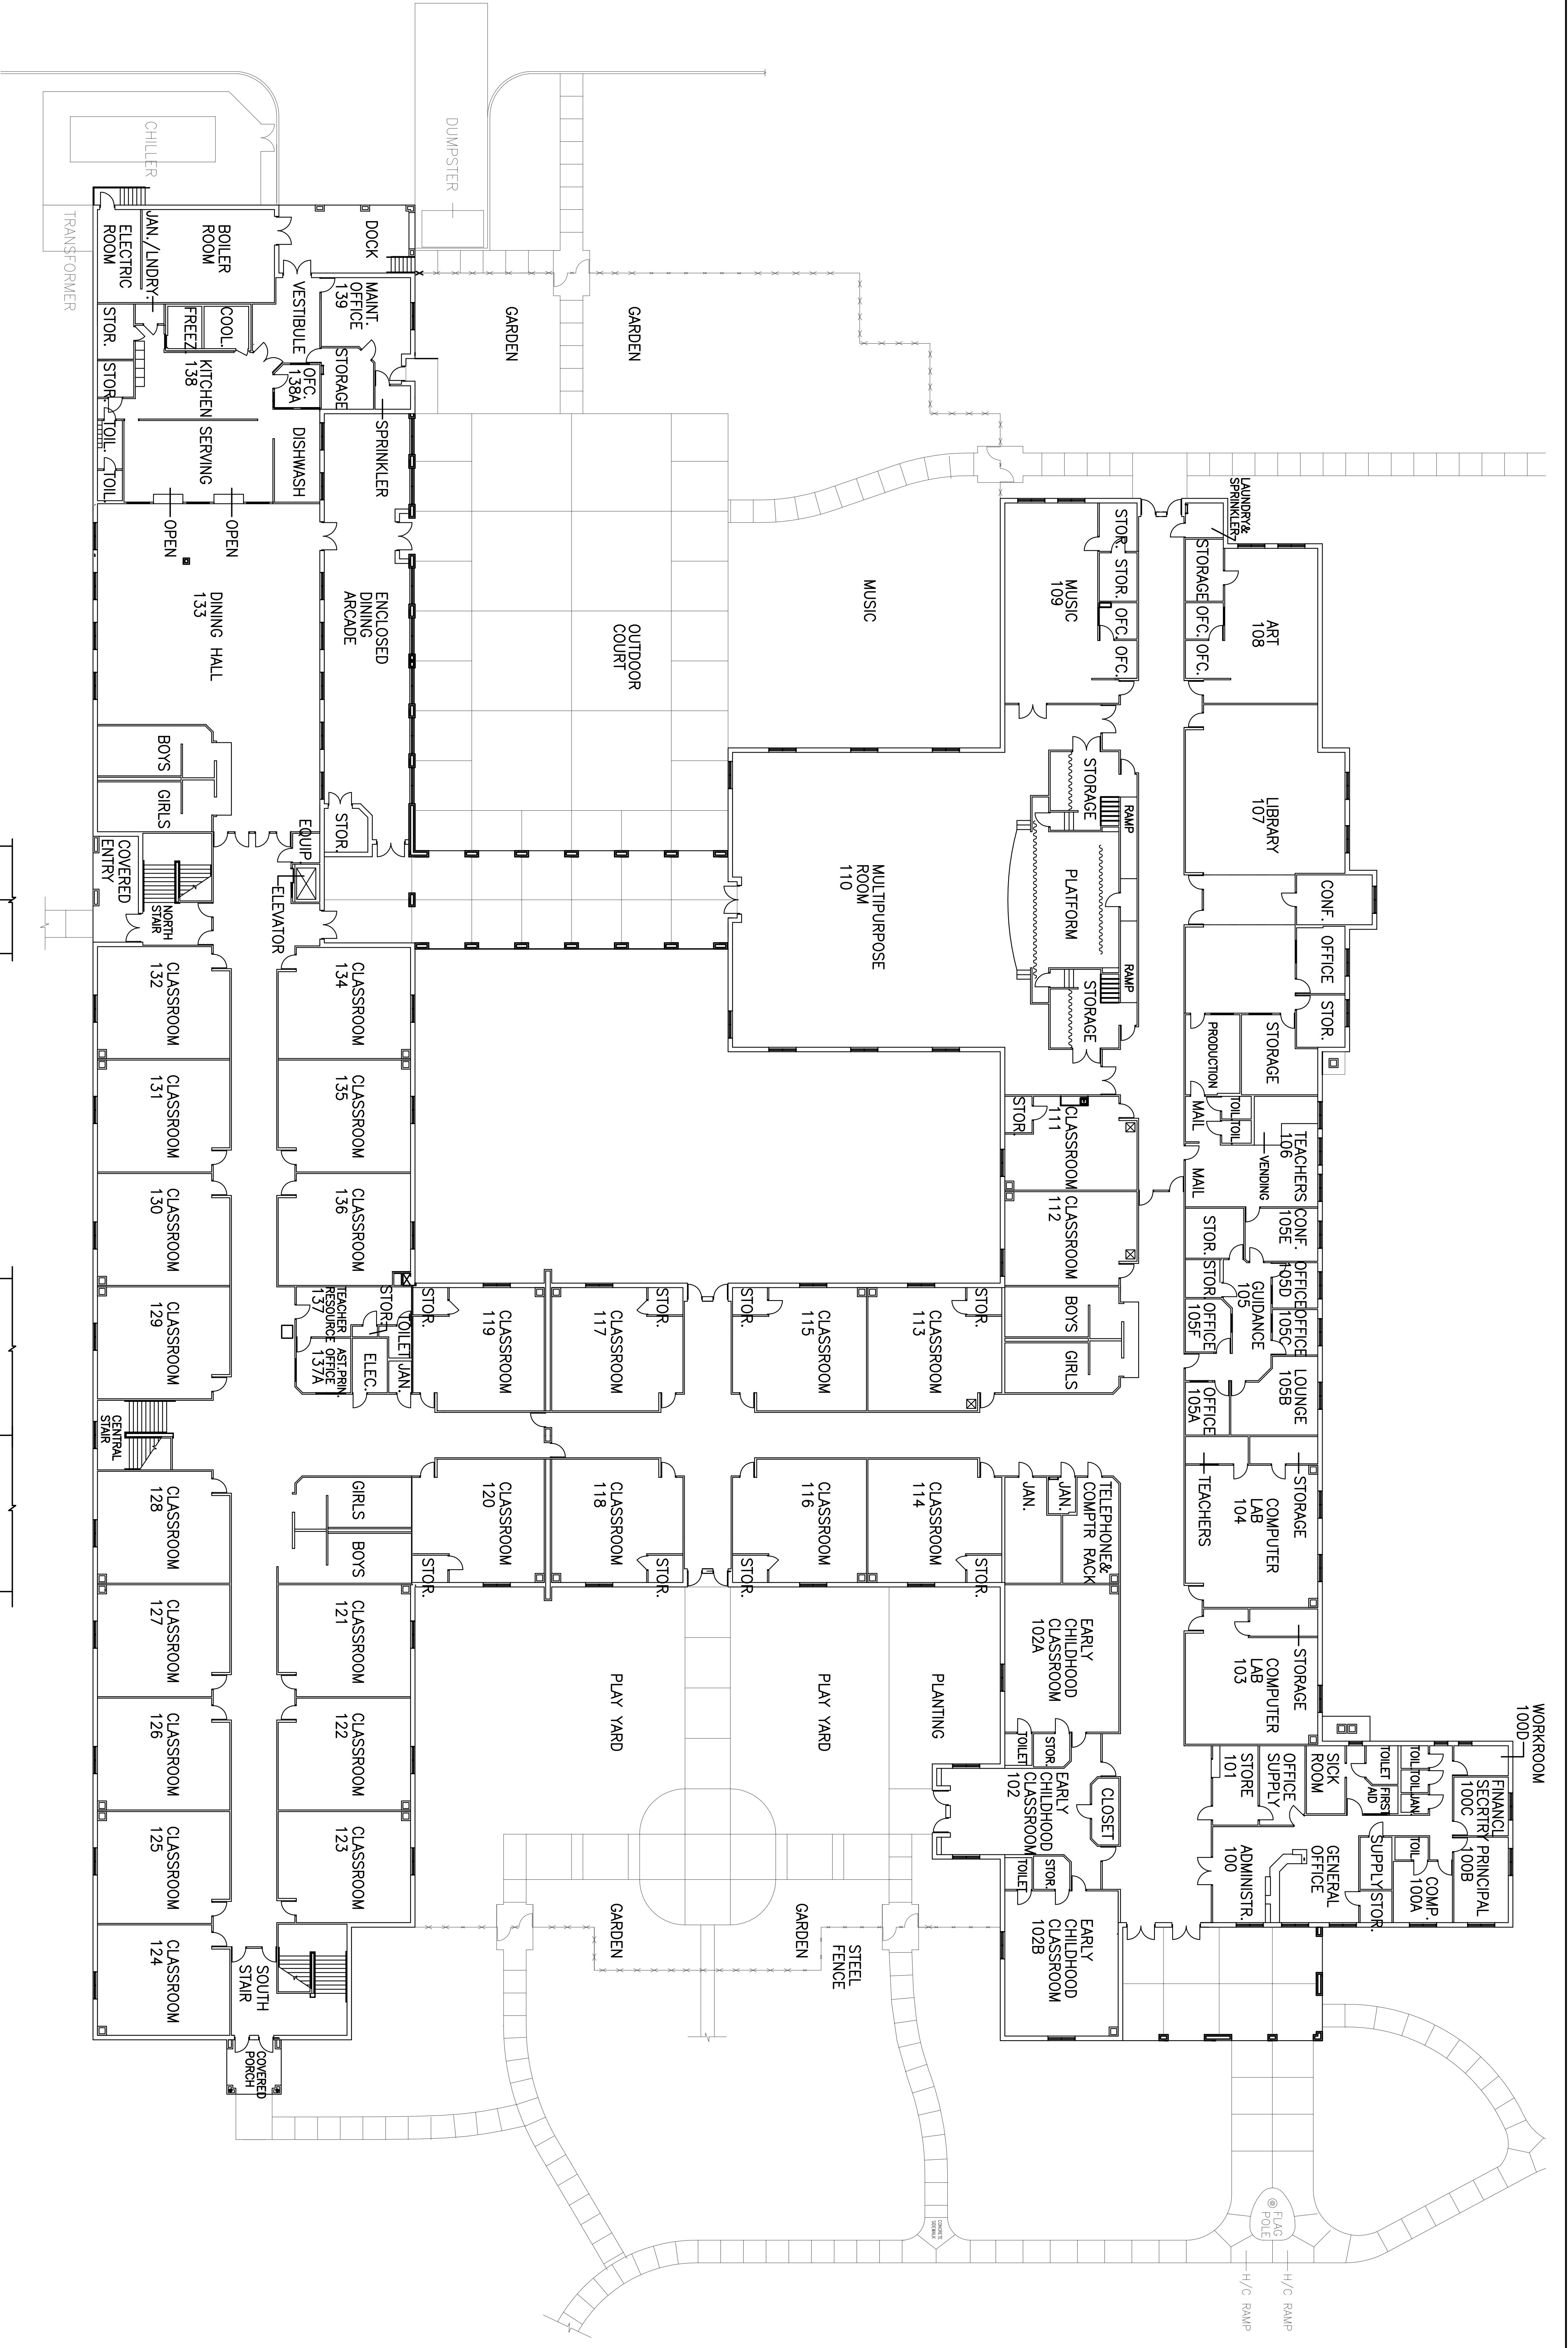 WORKROOM
100D
FINANCL
SECRTRY
100C
PRINCIPAL
100B
TOIL.
TOIL.
JAN.
TOIL
COMP.
100A
TOILET
FIRST
AID
SUPPLY
STOR.
SICK
ROOM
OFFICE
SUPPLY
STORE
101
GENERAL
OFFICE
ADMINISTR.
100
STORAGE
COMPUTER
LAB
103
STORAGE
COMPUTER
LAB
104
TEACHERS
LOUNGE
105B
OFFICE
105A
OFFICE
105C
OFFICE
105D
GUIDANCE
105
OFFICE
105F
STOR.
STOR.
CONF.
105E
TEACHERS
106
VENDING
MAIL
MAIL
TOIL.
TOIL
STORAGE
PRODUCTION
STOR.
OFFICE
CONF.
LIBRARY
107
ART
108
OFC.
OFC.
STORAGE
LAUNDRY&
SPRINKLER
STOR.
STOR.
OFC.
OFC.
MUSIC
109
MUSIC
STORAGE
RAMP
PLATFORM
RAMP
STORAGE
MULTIPURPOSE
ROOM
110
CLASSROOM
111
STOR.
CLASSROOM
112
BOYS
GIRLS
TELEPHONE&
COMPTR RACK
JAN.
JAN.
EARLY
CHILDHOOD
CLASSROOM
102A
TOILET
STOR.
CLOSET
EARLY
CHILDHOOD
CLASSROOM
102
TOILET
STOR.
EARLY
CHILDHOOD
CLASSROOM
102B
FLAG
POLE
H/C RAMP
H/C RAMP
CONCRETE
SIDEWALK
CLASSROOM
113
STOR.
CLASSROOM
115
STOR.
CLASSROOM
117
STOR.
CLASSROOM
119
STOR.
CLASSROOM
114
STOR.
CLASSROOM
116
STOR.
CLASSROOM
118
STOR.
CLASSROOM
120
STOR.
PLANTING
PLAY YARD
PLAY YARD
STEEL
FENCE
GARDEN
GARDEN
GARDEN
GARDEN
OUTDOOR
COURT
DUMPSTER
CHILLER
TRANSFORMER
DOCK
MAINT.
OFFICE
139
STORAGE
SPRINKLER
VESTIBULE
BOILER
ROOM
JAN./LNDRY.
ELECTRIC
ROOM
COOL.
FREEZ.
OFC.
138A
KITCHEN
138
STOR.
STOR.
TOIL.
TOIL.
SERVING
DISHWASH
OPEN
OPEN
ENCLOSED
DINING
ARCADE
DINING HALL
133
BOYS
GIRLS
STOR.
EQUIP.
ELEVATOR
COVERED
ENTRY
NORTH
STAIR
CLASSROOM
134
CLASSROOM
135
CLASSROOM
136
TEACHER
RESOURCE
137
AST.PRIN.
OFFICE
137A
STOR.
TOILET
ELEC.
JAN.
GIRLS
BOYS
CLASSROOM
121
CLASSROOM
122
CLASSROOM
123
CLASSROOM
132
CLASSROOM
131
CLASSROOM
130
CLASSROOM
129
CENTRAL
STAIR
CLASSROOM
128
CLASSROOM
127
CLASSROOM
126
CLASSROOM
125
CLASSROOM
124
SOUTH
STAIR
COVERED
PORCH